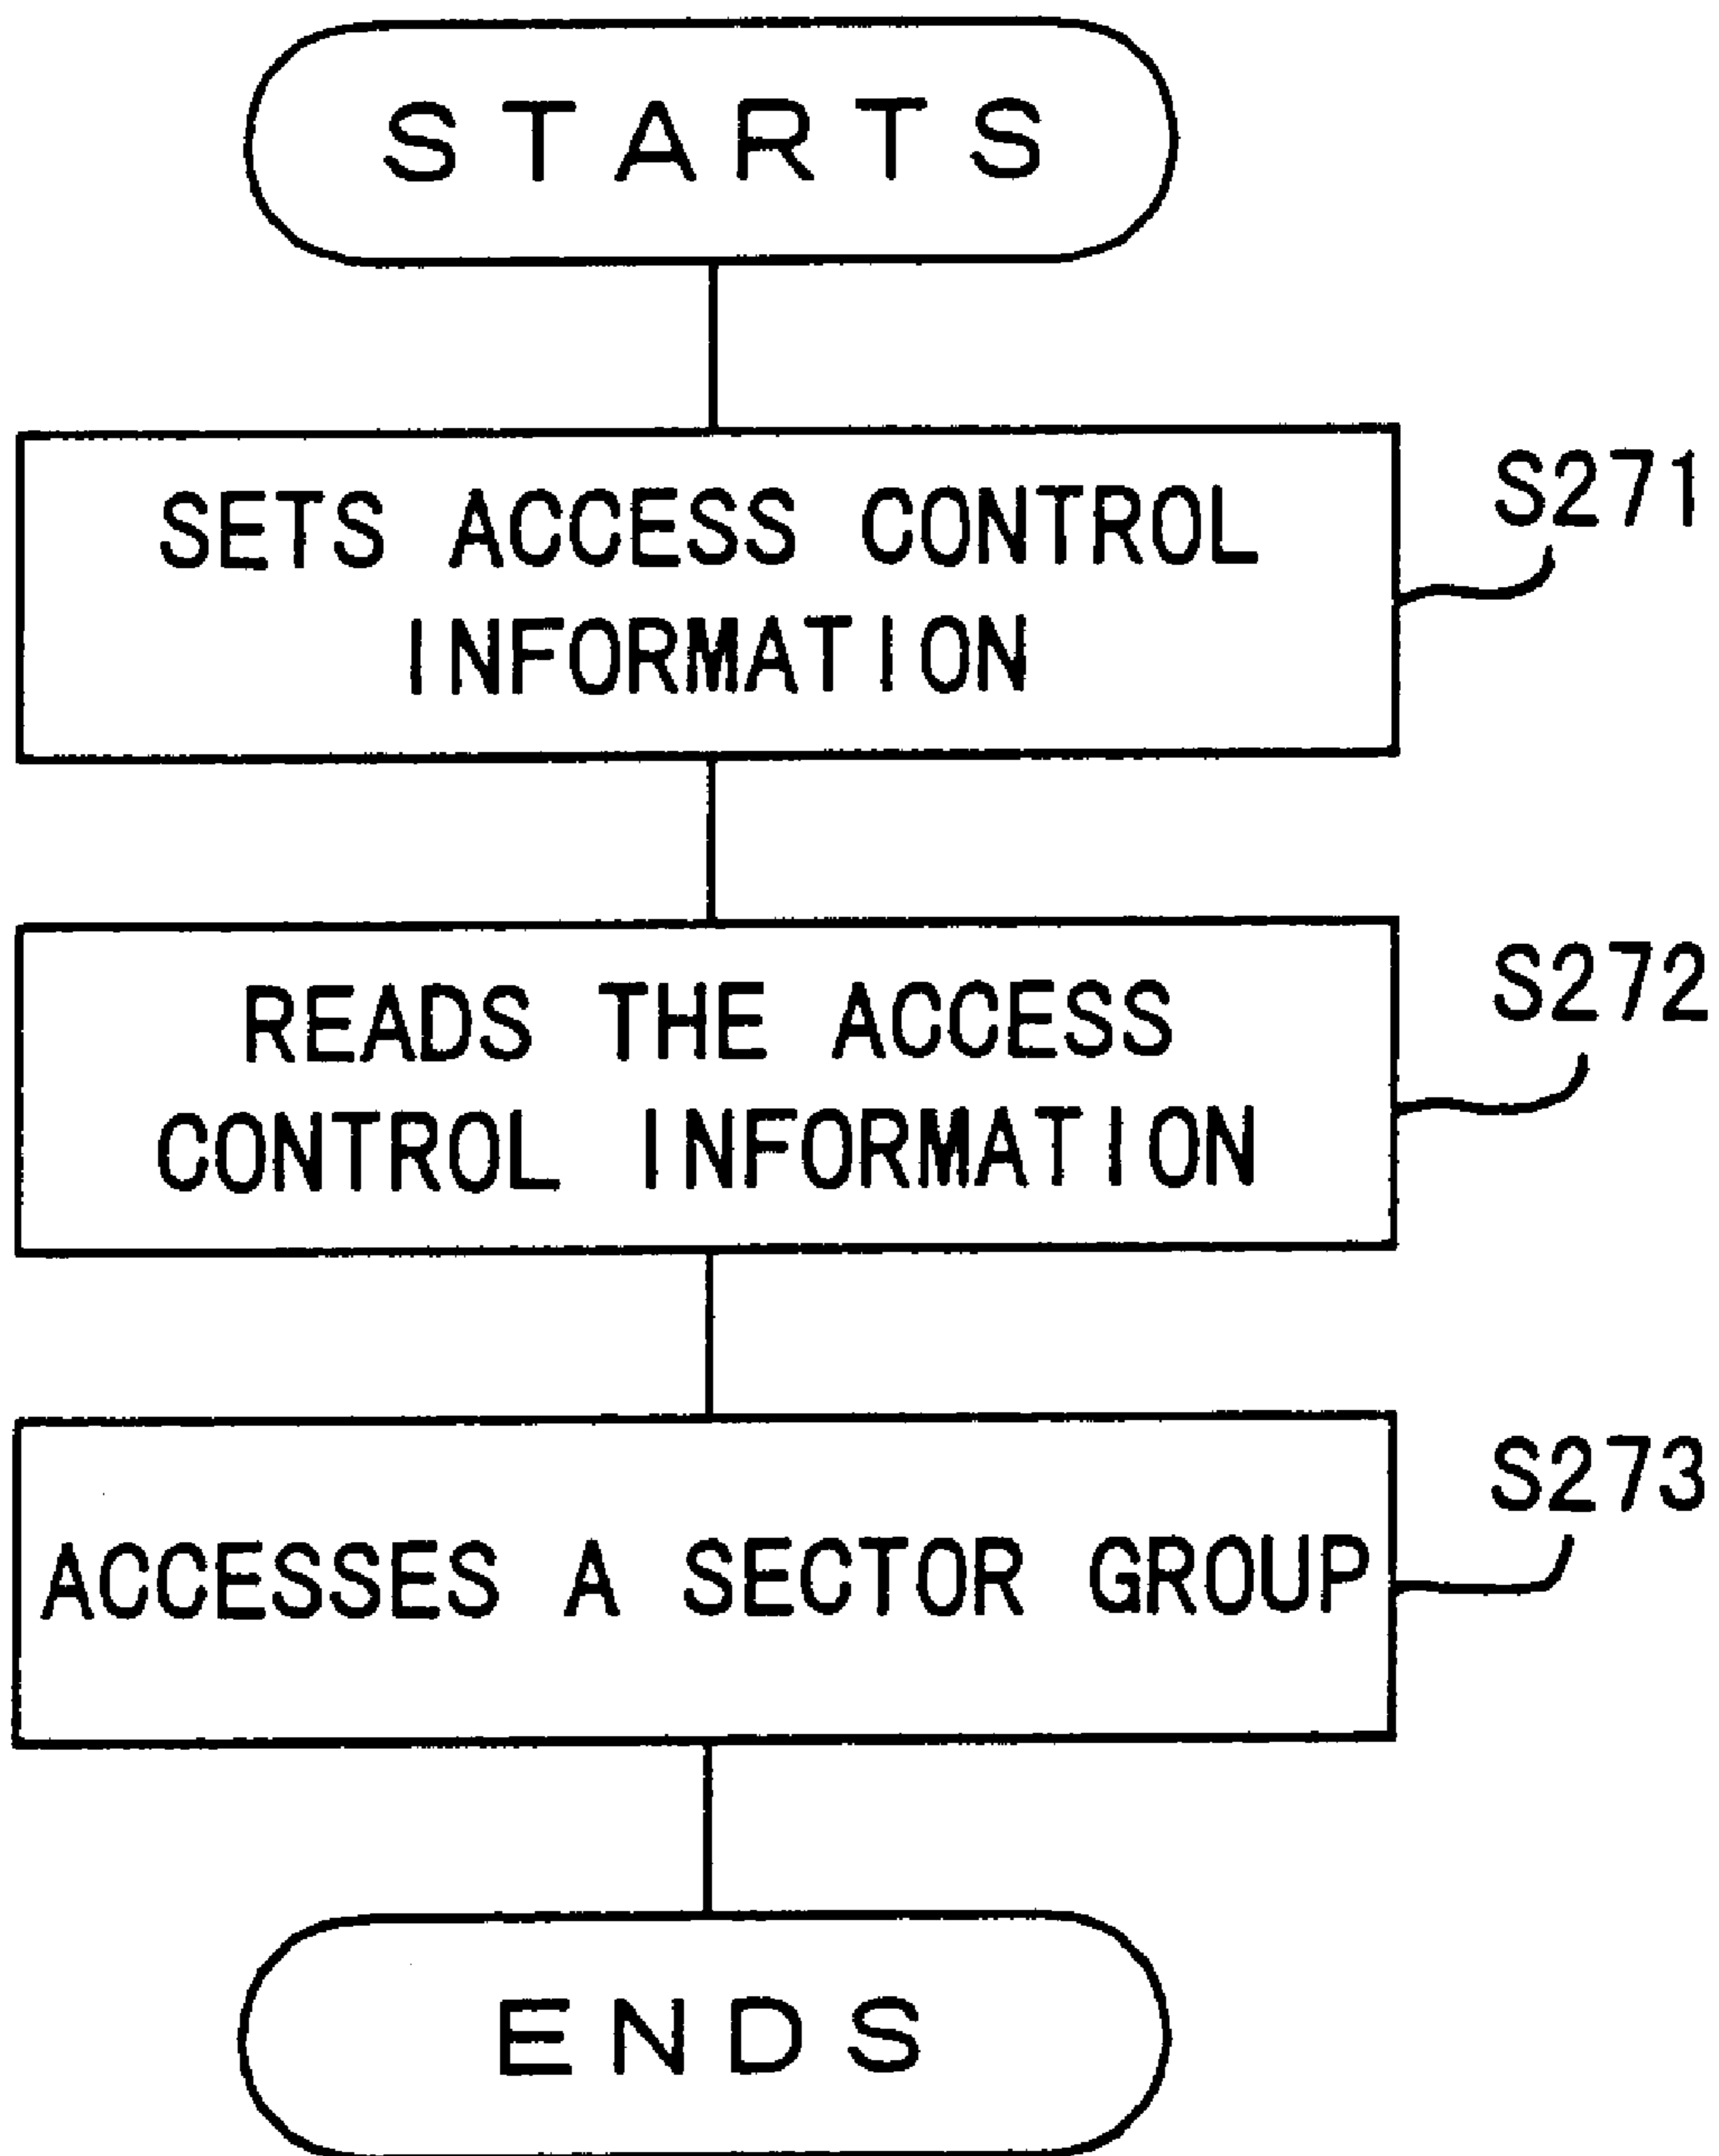 STARTS
SETS ACCESS CONTROL
INFORMATION
S271
READS THE ACCESS
CONTROL INFORMATION
S272
ACCESSES A SECTOR GROUP
S273
ENDS